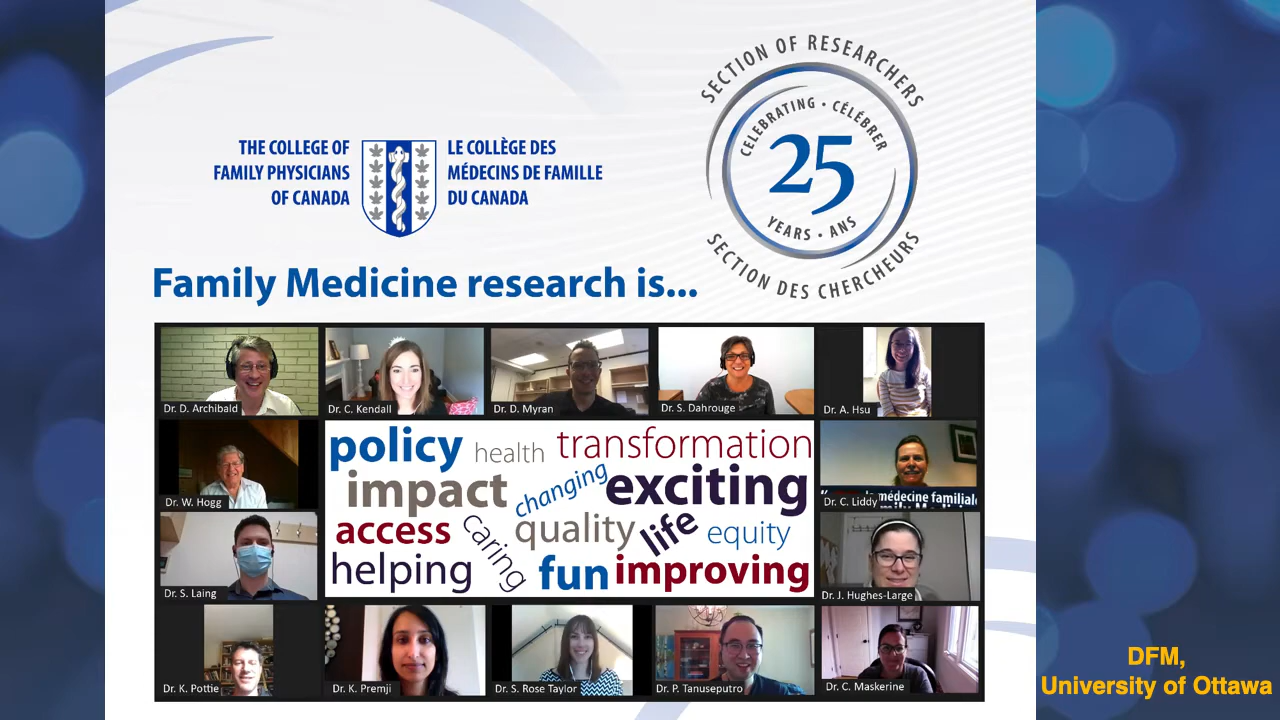 SECTION OF RESEARCHERS
CELEBRATING · CÉLÉBRER
25
YEARS · ANS
SECTION DES CHERCHEURS
THE COLLEGE OF
FAMILY PHYSICIANS
OF CANADA
LE COLLÈGE DES
MÉDECINS DE FAMILLE
DU CANADA
Family Medicine research is...
Dr. D. Archibald
Dr. C. Kendall
Dr. D. Myran
Dr. S. Dahrouge
Dr. A. Hsu
Dr. W. Hogg
policy health transformation
impact changing exciting
access caring quality life equity
helping fun improving
médecine familial
Dr. C. Liddy
Dr. S. Laing
Dr. J. Hughes-Large
Dr. K. Pottie
Dr. K. Premji
Dr. S. Rose Taylor
Dr. P. Tanuseputro
Dr. C. Maskerine
DFM,
University of Ottawa